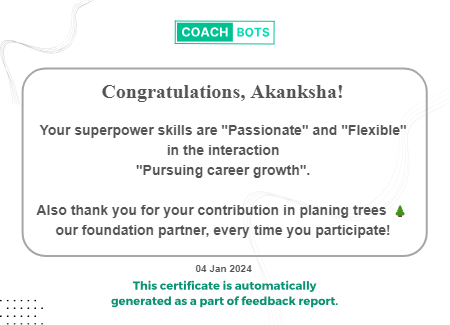 COACH BOTS
Congratulations, Akanksha!
Your superpower skills are "Passionate" and "Flexible"
in the interaction
"Pursuing career growth".
Also thank you for your contribution in planing trees 🌲
our foundation partner, every time you participate!
04 Jan 2024
This certificate is automatically
generated as a part of feedback report.